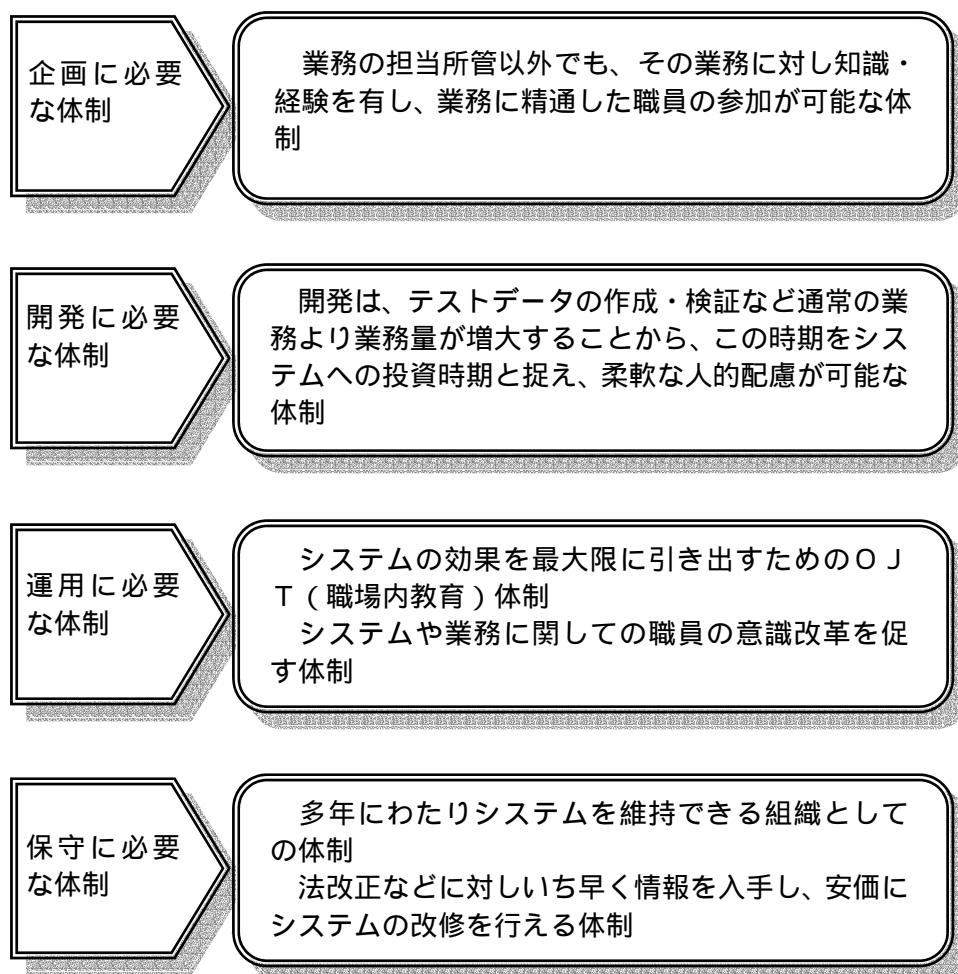 企画に必要
な体制
業務の担当所管以外でも、その業務に対し知識・
経験を有し、業務に精通した職員の参加が可能な体
制
開発に必要
な体制
開発は、テストデータの作成・検証など通常の業
務より業務量が増大することから、この時期をシス
テムへの投資時期と捉え、柔軟な人的配慮が可能な
体制
運用に必要
な体制
システムの効果を最大限に引き出すためのＯＪ
Ｔ（職場内教育）体制
システムや業務に関しての職員の意識改革を促
す体制
保守に必要
な体制
多年にわたりシステムを維持できる組織として
の体制
法改正などに対しいち早く情報を入手し、安価に
システムの改修を行える体制